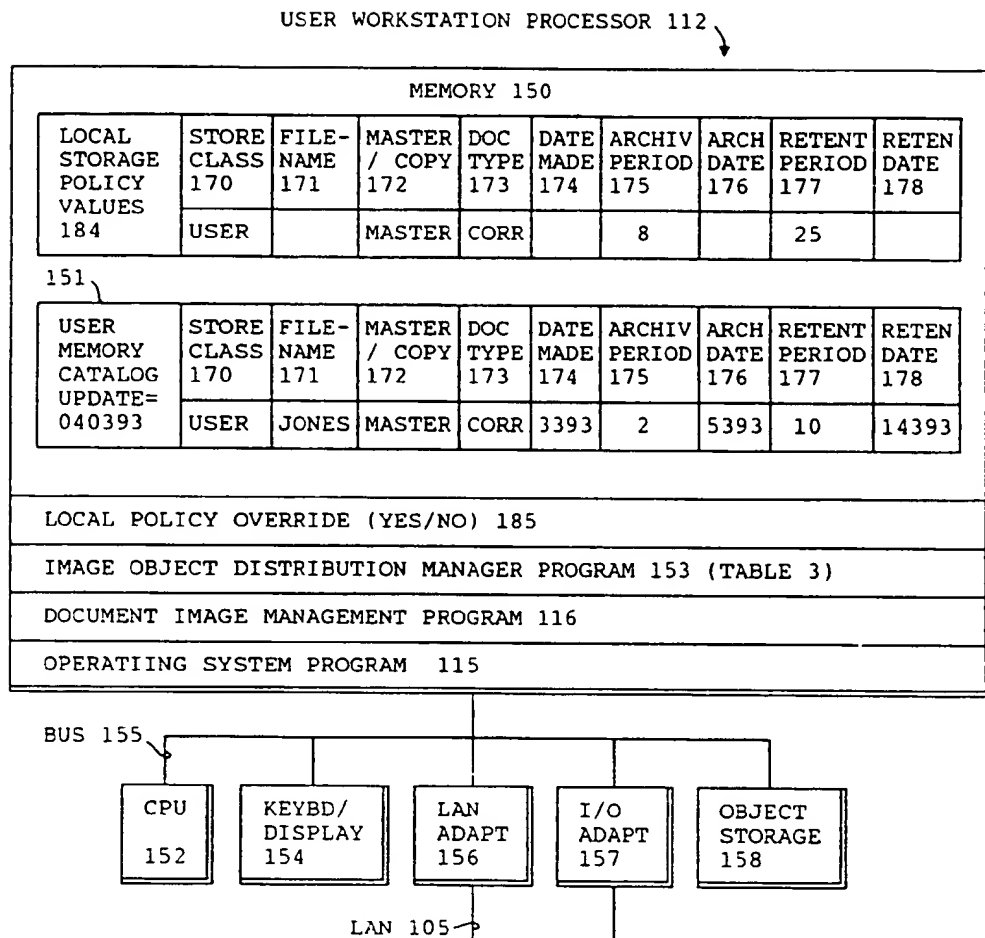 USER WORKSTATION PROCESSOR 112
MEMORY 150
LOCAL STORAGE POLICY VALUES 184
STORE CLASS 170
FILE- NAME 171
MASTER / COPY 172
DOC TYPE 173
DATE MADE 174
ARCHIV PERIOD 175
ARCH DATE 176
RETENT PERIOD 177
RETEN DATE 178
USER MASTER CORR 8 25
151
USER MEMORY CATALOG UPDATE= 040393
STORE CLASS 170
FILE- NAME 171
MASTER / COPY 172
DOC TYPE 173
DATE MADE 174
ARCHIV PERIOD 175
ARCH DATE 176
RETENT PERIOD 177
RETEN DATE 178
USER JONES MASTER CORR 3393 2 5393 10 14393
LOCAL POLICY OVERRIDE (YES/NO) 185
IMAGE OBJECT DISTRIBUTION MANAGER PROGRAM 153 (TABLE 3)
DOCUMENT IMAGE MANAGEMENT PROGRAM 116
OPERATIING SYSTEM PROGRAM 115
BUS 155
CPU 152
KEYBD/ DISPLAY 154
LAN ADAPT 156
I/O ADAPT 157
OBJECT STORAGE 158
LAN 105